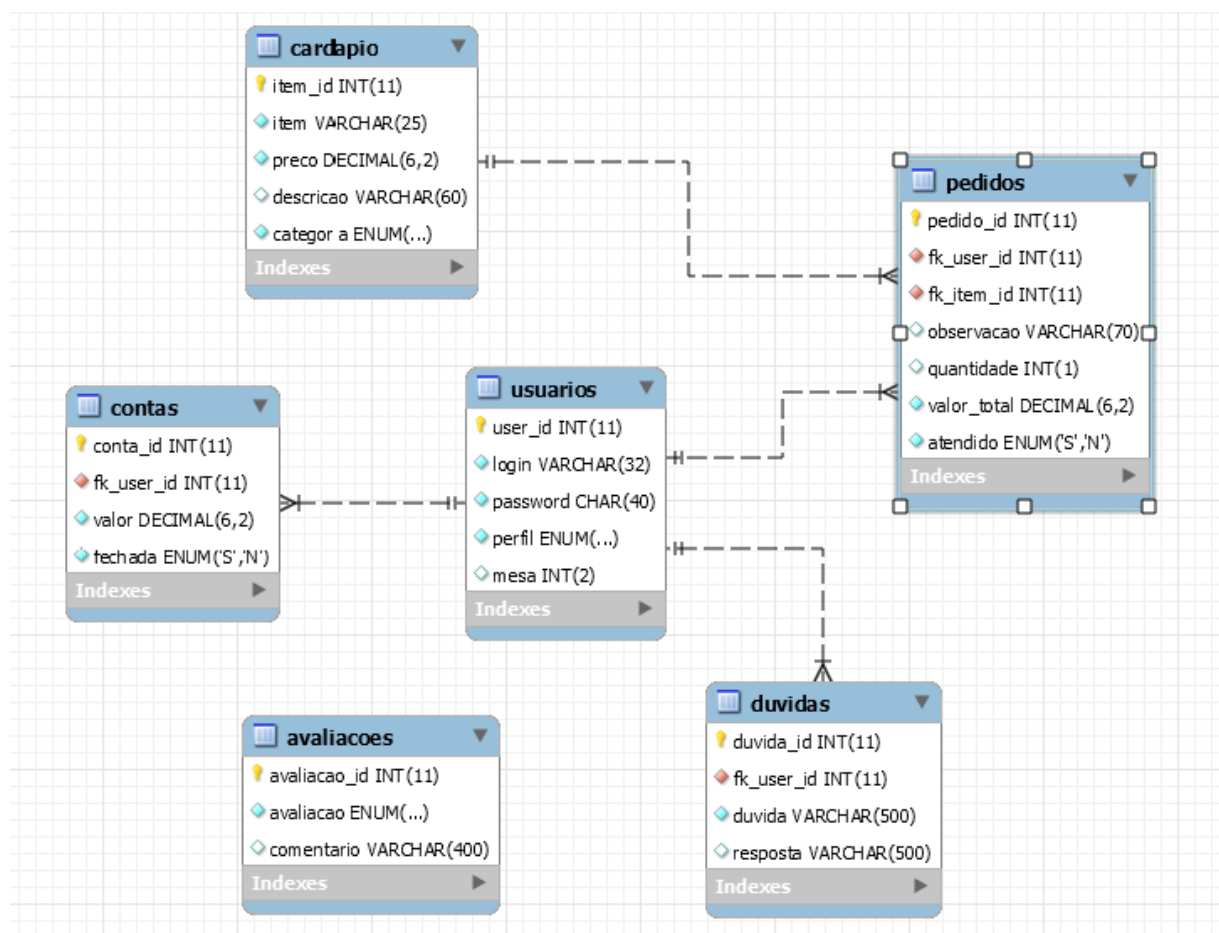 cardapio
item_id INT(11)
item VARCHAR(25)
preco DECIMAL(6,2)
descricao VARCHAR(60)
categor a ENUM(...)
Indexes
pedidos
pedido_id INT(11)
fk_user_id INT(11)
fk_item_id INT(11)
observacao VARCHAR(70)
quantidade INT(1)
valor_total DECIMAL(6,2)
atendido ENUM('S','N')
Indexes
contas
conta_id INT(11)
fk_user_id INT(11)
valor DECIMAL(6,2)
fechada ENUM('S','N')
Indexes
usuarios
user_id INT(11)
login VARCHAR(32)
password CHAR(40)
perfil ENUM(...)
mesa INT(2)
Indexes
avaliacoes
avaliacao_id INT(11)
avaliacao ENUM(...)
comentario VARCHAR(400)
Indexes
duvidas
duvida_id INT(11)
fk_user_id INT(11)
duvida VARCHAR(500)
resposta VARCHAR(500)
Indexes